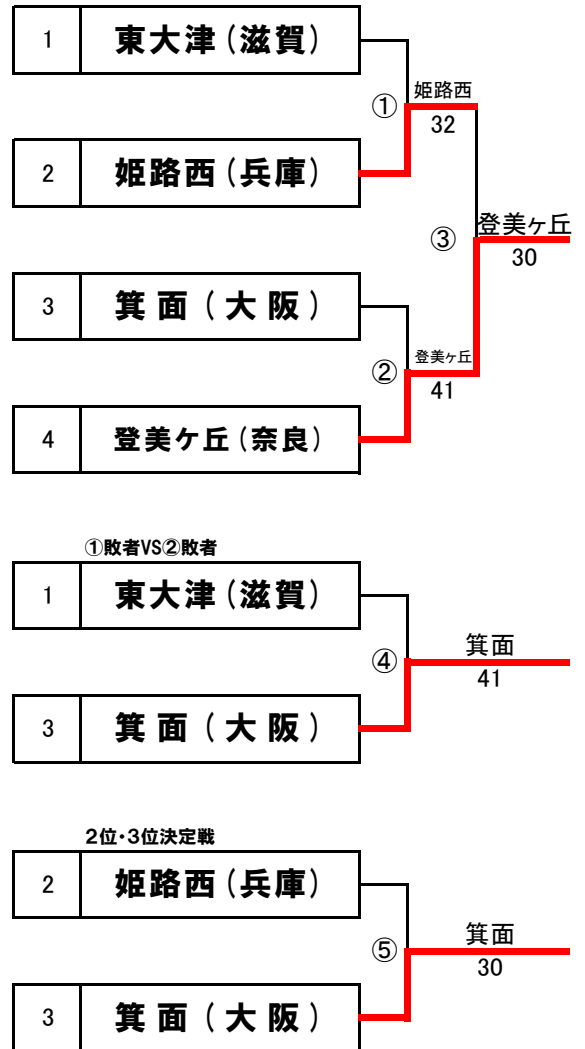 1 東大津(滋賀)
① 姫路西
32
2 姫路西(兵庫)
③ 登美ヶ丘
30
3 箕面(大阪)
② 登美ヶ丘
41
4 登美ケ丘(奈良)
①敗者VS②敗者
1 東大津(滋賀)
④ 箕面
41
3 箕面(大阪)
2位・3位決定戦
2 姫路西(兵庫)
⑤ 箕面
30
3 箕面(大阪)